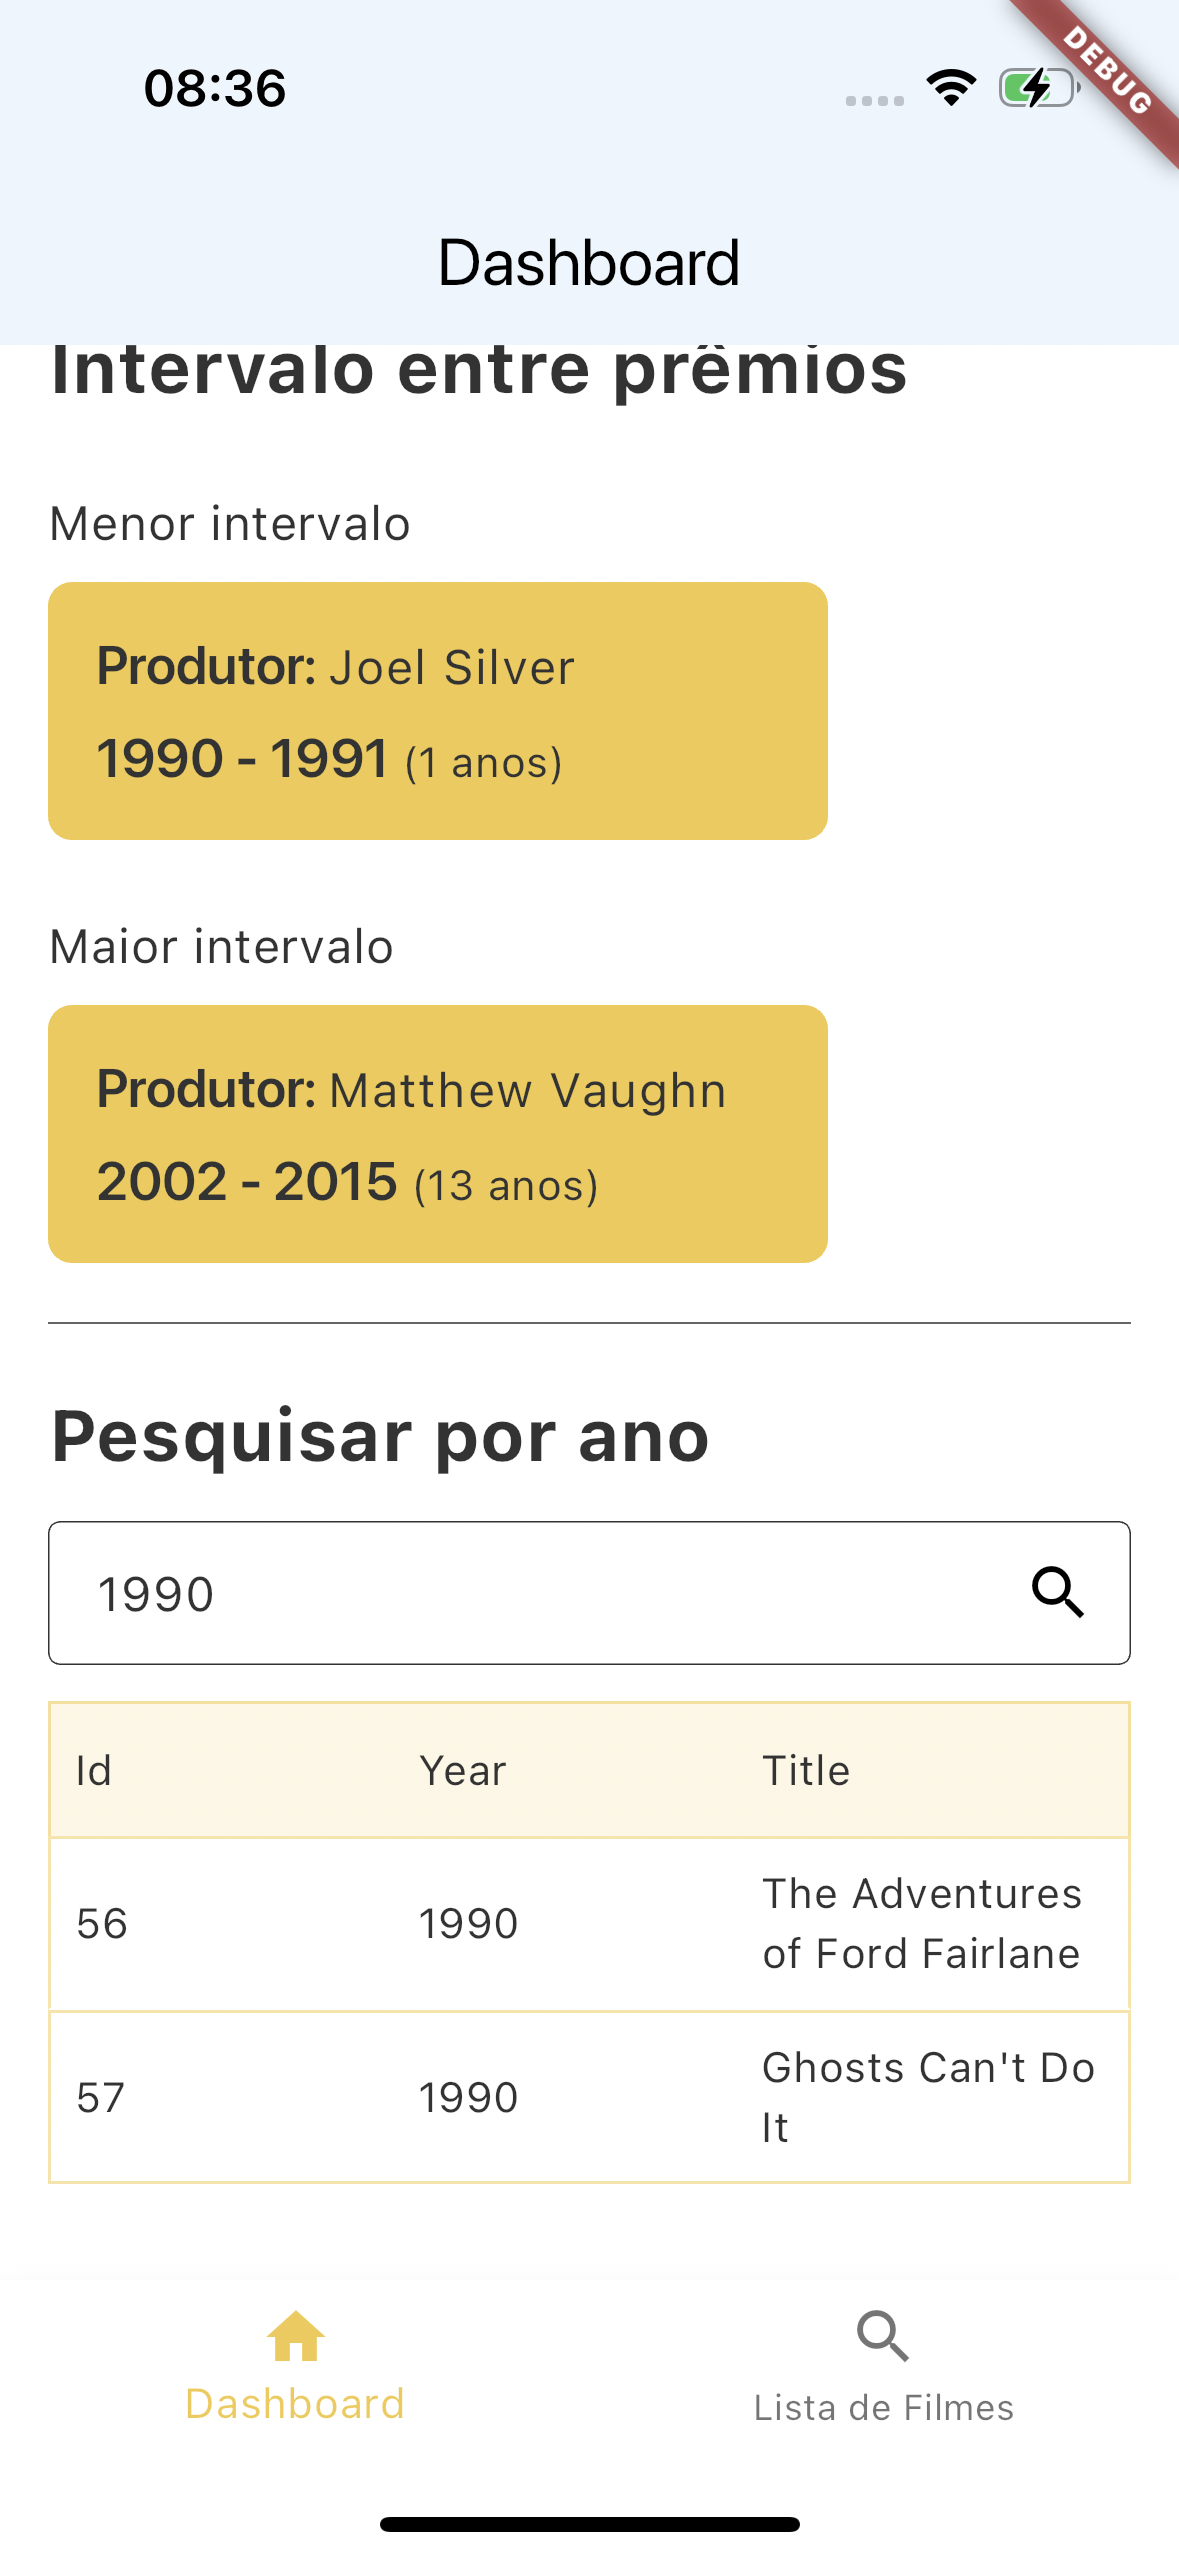 08:36
DEBUG
Dashboard
Intervalo entre prêmios
Menor intervalo
Produtor: Joel Silver
1990 - 1991 (1 anos)
Maior intervalo
Produtor: Matthew Vaughn
2002 - 2015 (13 anos)
Pesquisar por ano
1990
Id Year Title
56 1990 The Adventures
of Ford Fairlane
57 1990 Ghosts Can't Do
It
Dashboard
Lista de Filmes